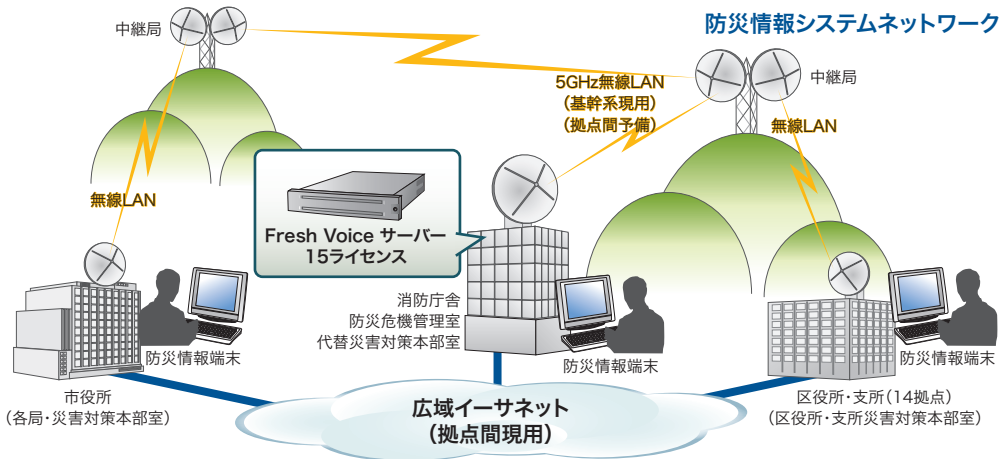 防災情報システムネットワーク
中継局
中継局
5GHz無線LAN
(基幹系現用)
(拠点間予備)
無線LAN
無線LAN
Fresh Voice サーバー
15ライセンス
消防庁舎
防災危機管理室
代替災害対策本部室
防災情報端末
防災情報端末
防災情報端末
市役所
(各局・災害対策本部室)
広域イーサネット
(拠点間現用)
区役所・支所(14拠点)
(区役所・支所災害対策本部室)